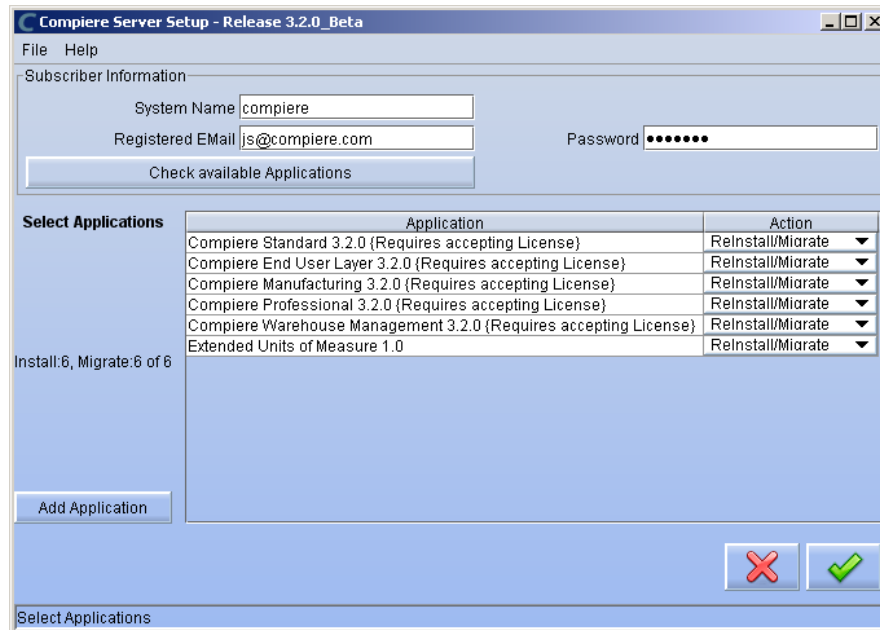 Compiere Server Setup - Release 3.2.0_Beta
File Help
Subscriber Information
System Name compiere
Registered EMail js@compiere.com Password •••••••
Check available Applications
Select Applications Application Action
Compiere Standard 3.2.0 {Requires accepting License} ReInstall/Migrate
Compiere End User Layer 3.2.0 {Requires accepting License} ReInstall/Migrate
Compiere Manufacturing 3.2.0 {Requires accepting License} ReInstall/Migrate
Compiere Professional 3.2.0 {Requires accepting License} ReInstall/Migrate
Compiere Warehouse Management 3.2.0 {Requires accepting License} ReInstall/Migrate
Extended Units of Measure 1.0 ReInstall/Migrate
Install:6, Migrate:6 of 6
Add Application
Select Applications